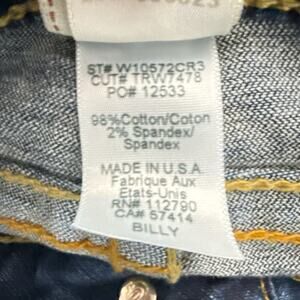 ST# W10572CR3
CUT# TRW7478
PO# 12533
98%Cotton/Coton
2% Spandex/
Spandex
MADE IN U.S.A
Fabrique Aux
Etats-Unis
RN# 112790
CA# 57414
BILLY